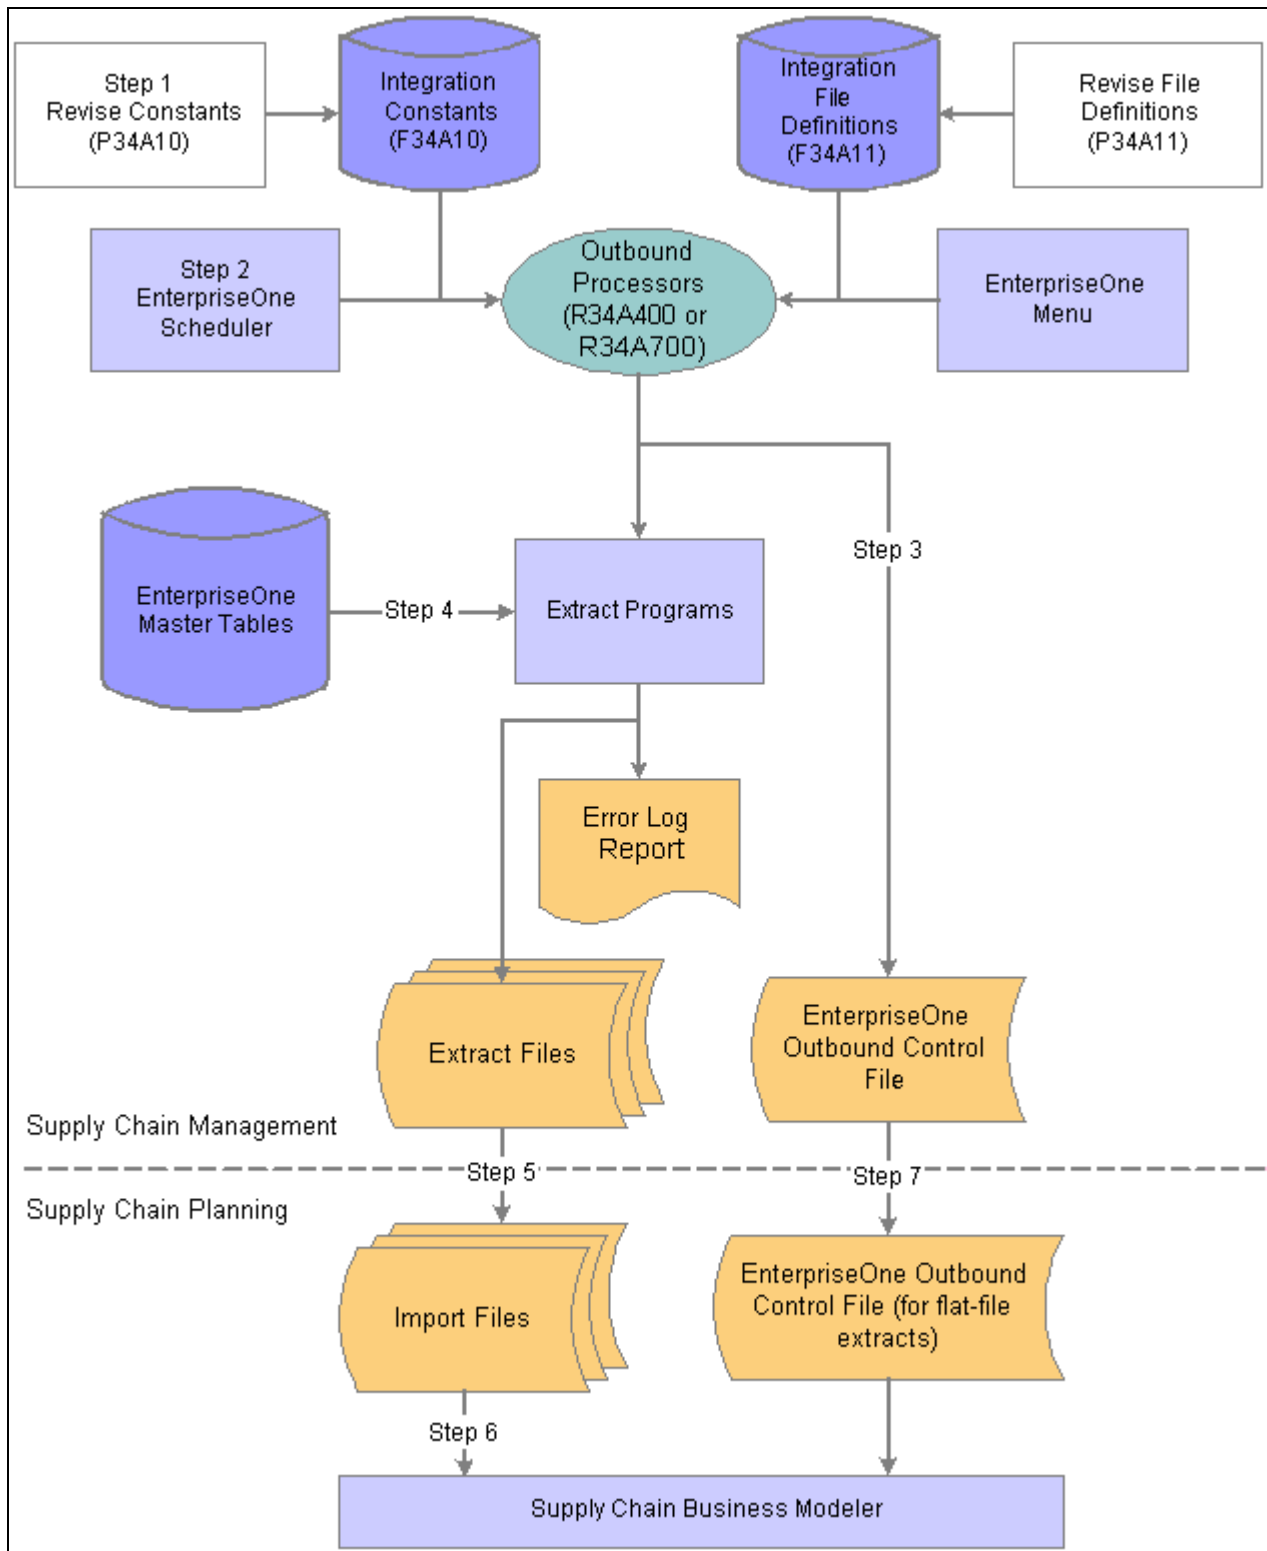 Step 1
Revise Constants
(P34A10)
Integration
Constants
(F34A10)
Integration
File
Definitions
(F34A11)
Revise File
Definitions
(P34A11)
Step 2
EnterpriseOne
Scheduler
Outbound
Processors
(R34A400 or
R34A700)
EnterpriseOne
Menu
EnterpriseOne
Master Tables
Step 4
Extract Programs
Step 3
Error Log
Report
Extract Files
EnterpriseOne
Outbound Control
File
Supply Chain Management
Step 5
Step 7
Supply Chain Planning
Import Files
EnterpriseOne Outbound
Control File (for flat-file
extracts)
Step 6
Supply Chain Business Modeler